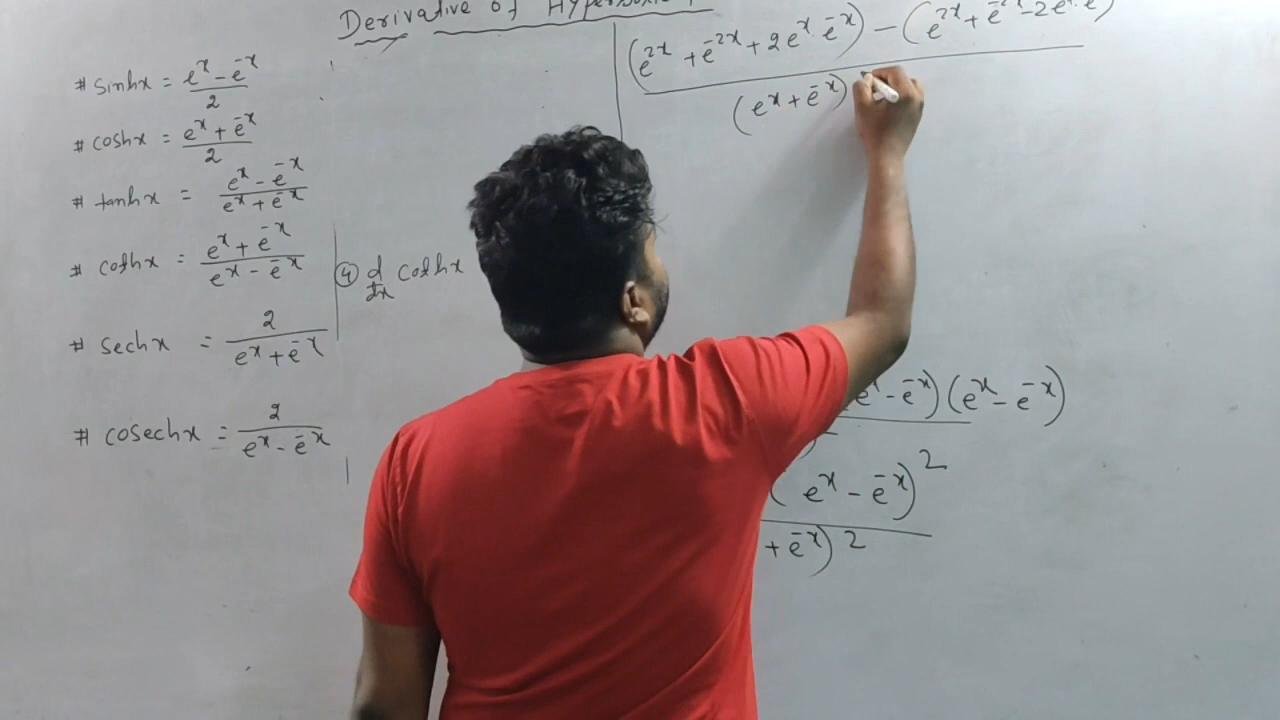 Derivative of Hyperbolic
# sinhx = e^x - e^-x / 2
# coshx = e^x + e^-x / 2
# tanhx = e^x - e^-x / e^x + e^-x
# cothx = e^x + e^-x / e^x - e^-x
# sechx = 2 / e^x + e^-x
# cosechx = 2 / e^x - e^-x
④ d/dx cothx
(e^2x + e^-2x + 2e^x . e^-x) - (e^2x + e^-2x - 2e^x . e
(e^x + e^-x)
e^x - e^-x)(e^x - e^-x)
(e^x - e^-x)^2
+ e^-x)^2